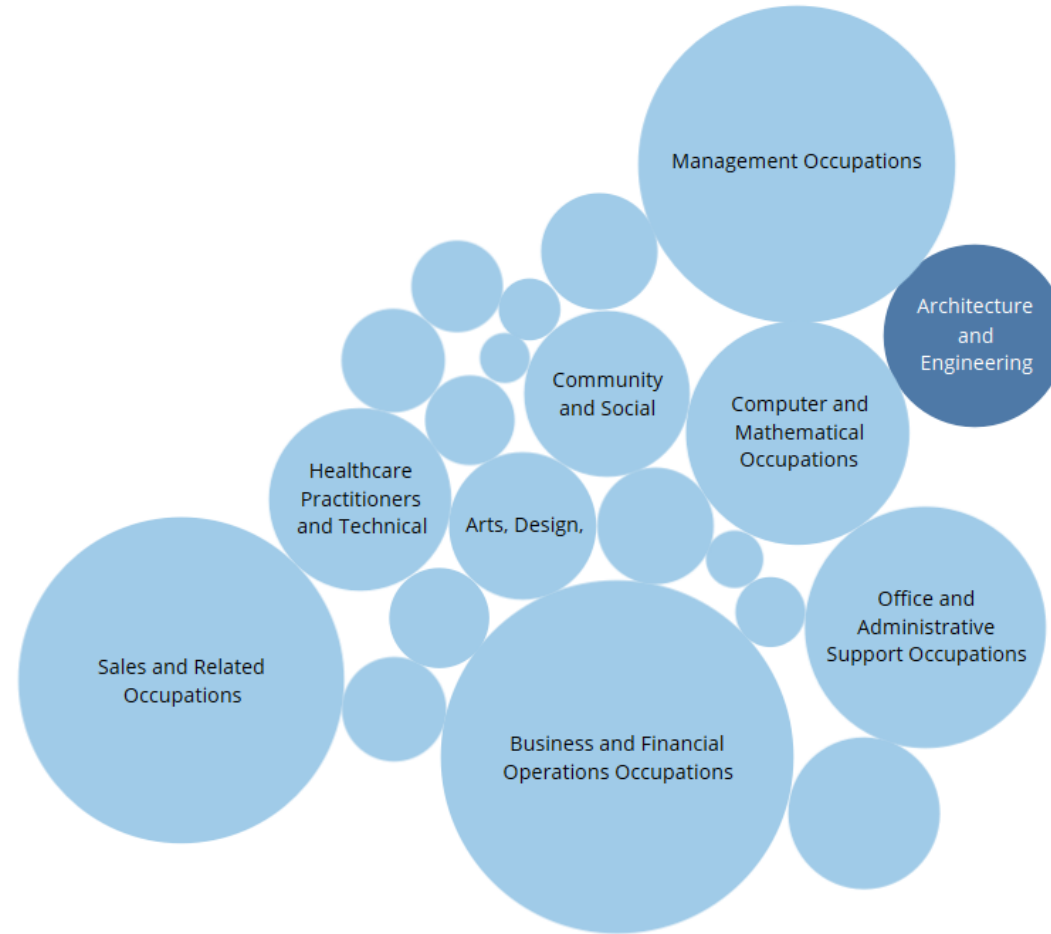 Management Occupations
Architecture
and
Engineering
Community
and Social
Computer and
Mathematical
Occupations
Healthcare
Practitioners
and Technical
Arts, Design,
Office and
Administrative
Support Occupations
Sales and Related
Occupations
Business and Financial
Operations Occupations